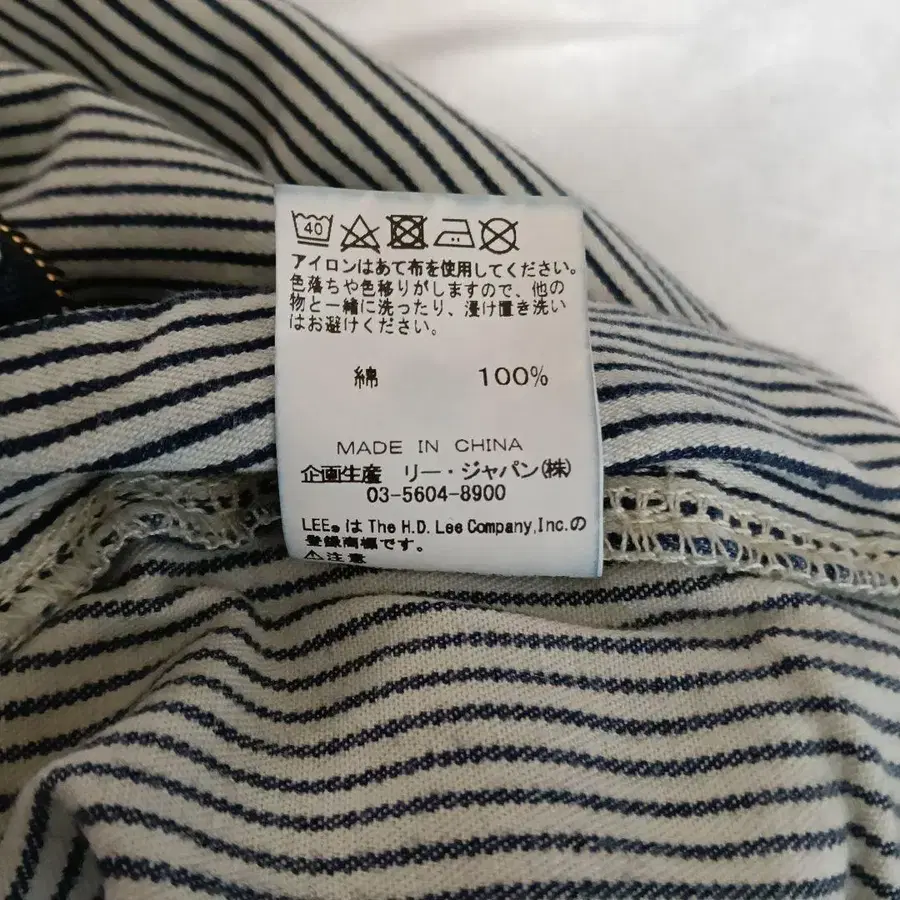 40
アイロンはあて布を使用してください。
色落ちや色移りがしますので、他の
物と一緒に洗ったり、浸け置き洗い
はお避けください。
綿 100%
MADE IN CHINA
企画生産 リー・ジャパン(株)
03-5604-8900
LEE®は The H.D. Lee Company, Inc.の
登録商標です。
⚠注意